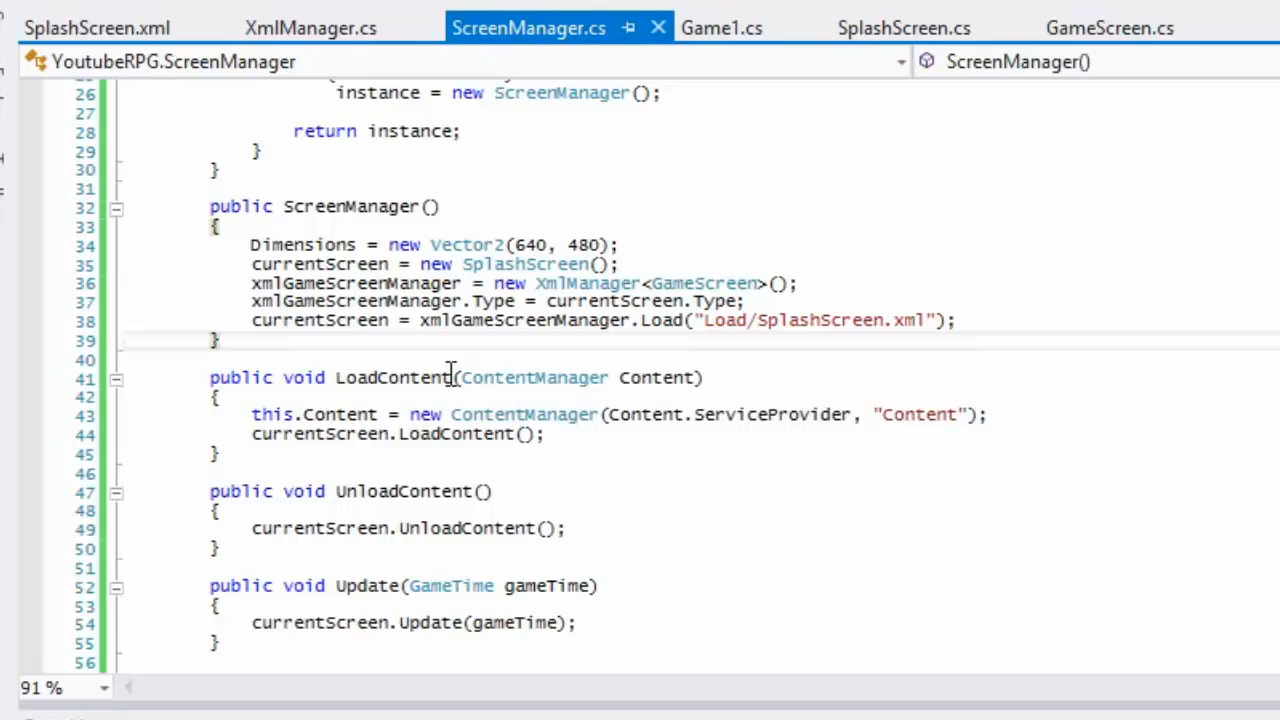 SplashScreen.xml XmlManager.cs ScreenManager.cs Game1.cs SplashScreen.cs GameScreen.cs
YoutubeRPG.ScreenManager ScreenManager()
26 instance = new ScreenManager();
27
28 return instance;
29 }
30 }
31
32 public ScreenManager()
33 {
34 Dimensions = new Vector2(640, 480);
35 currentScreen = new SplashScreen();
36 xmlGameScreenManager = new XmlManager<GameScreen>();
37 xmlGameScreenManager.Type = currentScreen.Type;
38 currentScreen = xmlGameScreenManager.Load("Load/SplashScreen.xml");
39 }
40
41 public void LoadContent(ContentManager Content)
42 {
43 this.Content = new ContentManager(Content.ServiceProvider, "Content");
44 currentScreen.LoadContent();
45 }
46
47 public void UnloadContent()
48 {
49 currentScreen.UnloadContent();
50 }
51
52 public void Update(GameTime gameTime)
53 {
54 currentScreen.Update(gameTime);
55 }
56
91 %